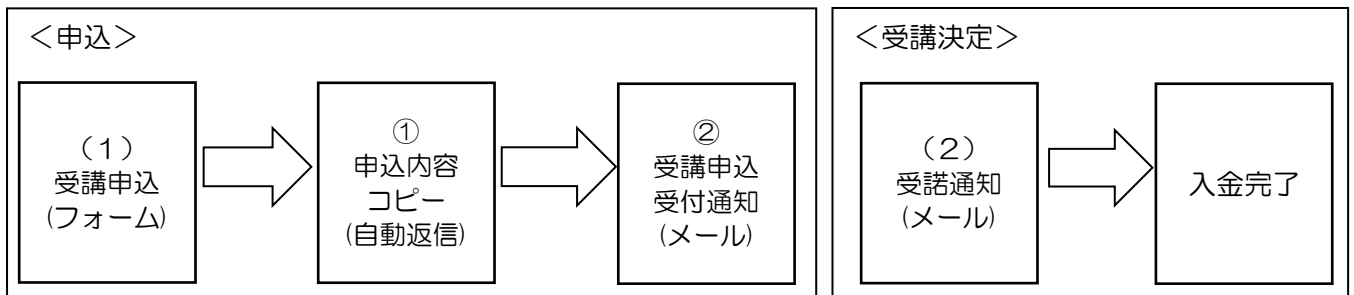 ＜申込＞
（１）
受講申込
(フォーム)
①
申込内容
コピー
(自動返信)
②
受講申込
受付通知
(メール)
＜受講決定＞
（２）
受諾通知
(メール)
入金完了